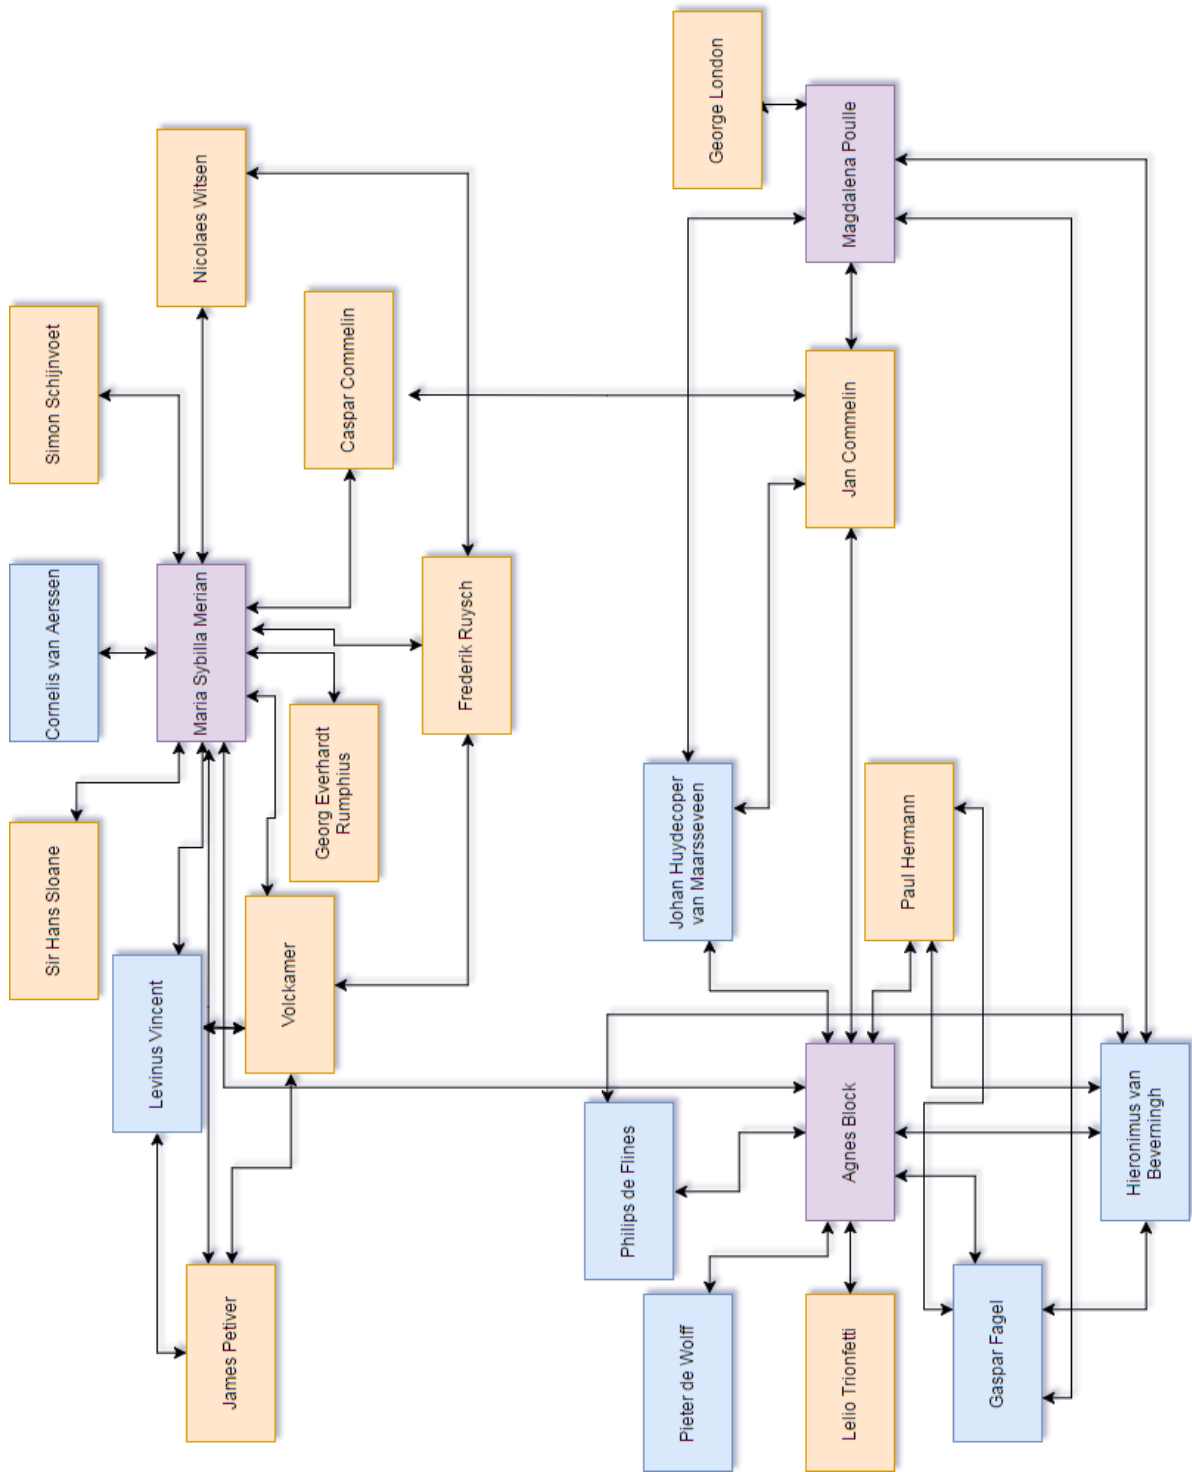 Simon Schijnvoet
Cornelis van Aerssen
Sir Hans Sloane
Nicolaes Witsen
Maria Sybilla Merian
Levinus Vincent
James Petiver
Caspar Commelin
Georg Everhardt
Rumphius
Volckamer
Frederik Ruysch
George London
Johan Huydecoper
van Maarsseveen
Philips de Flines
Pieter de Wolff
Magdalena Poulle
Jan Commelin
Agnes Block
Lelio Trionfetti
Paul Hermann
Gaspar Fagel
Hieronimus van
Beverningh